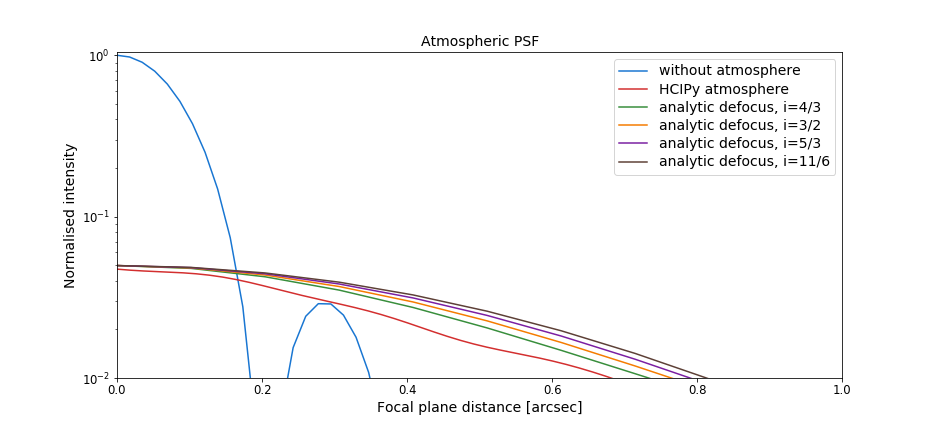 Atmospheric PSF
10⁰
10⁻¹
10⁻²
Normalised intensity
without atmosphere
HCIPy atmosphere
analytic defocus, i=4/3
analytic defocus, i=3/2
analytic defocus, i=5/3
analytic defocus, i=11/6
0.0 0.2 0.4 0.6 0.8 1.0
Focal plane distance [arcsec]